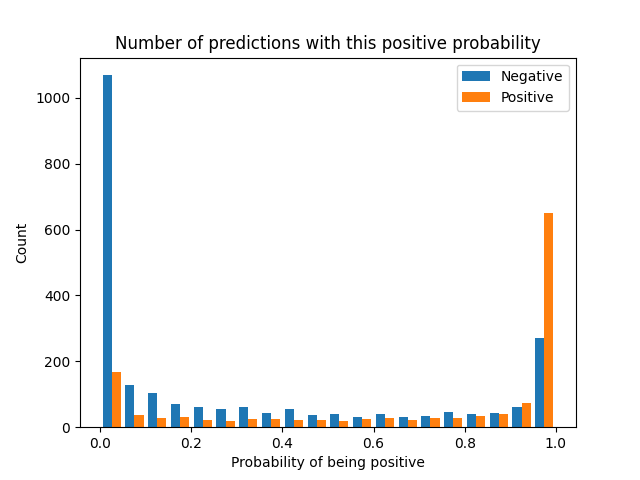 Number of predictions with this positive probability
Negative
Positive
1000
800
600
400
200
0
Count
0.0 0.2 0.4 0.6 0.8 1.0
Probability of being positive